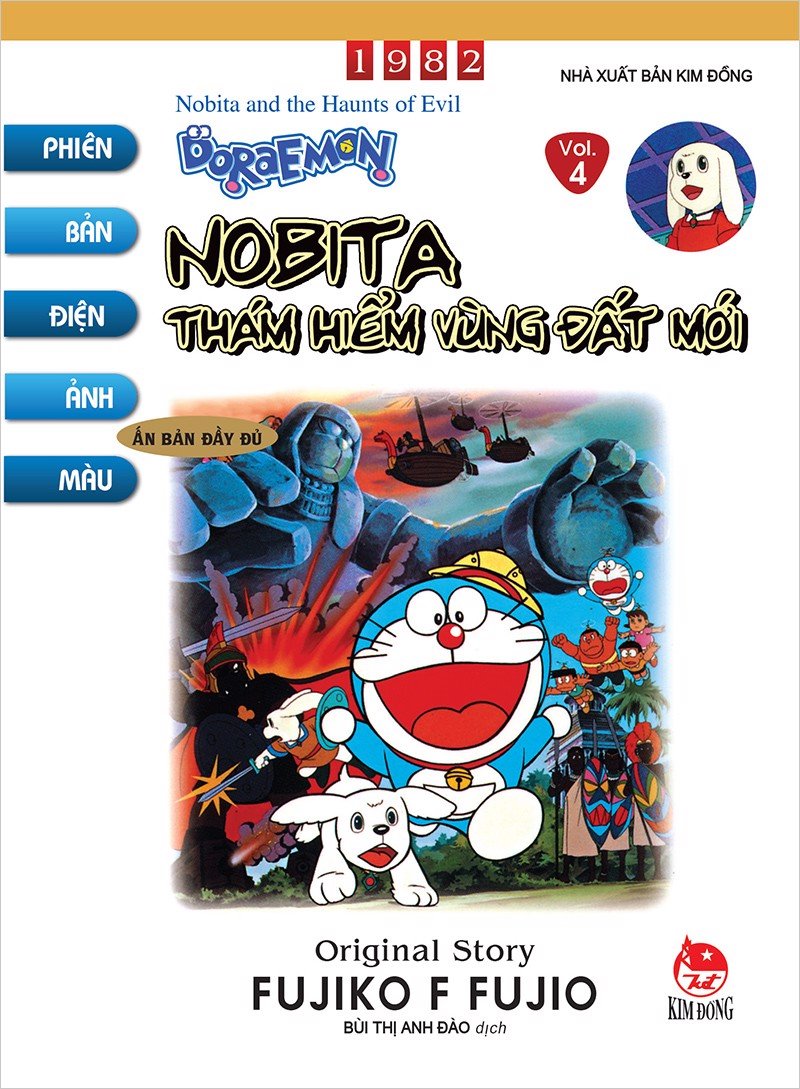 1982
NHÀ XUẤT BẢN KIM ĐỒNG
Nobita and the Haunts of Evil
DORAEMON
Vol.
4
NOBITA
THÁM HIỂM VÙNG ĐẤT MỚI
PHIÊN
BẢN
ĐIỆN
ẢNH
MÀU
ẤN BẢN ĐẦY ĐỦ
Original Story
FUJIKO F FUJIO
BÙI THỊ ANH ĐÀO dịch
Kđ
KIM ĐỒNG